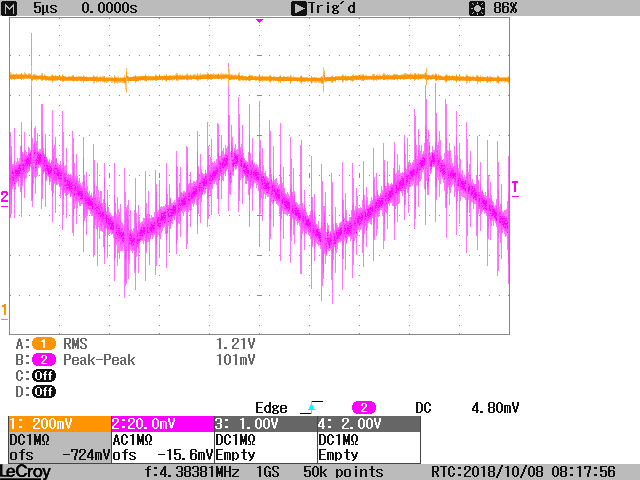 M 5µs 0.0000s Trig'd 86%
2
T
1
A: 1 RMS 1.21V
B: 2 Peak-Peak 101mV
C: Off
D: Off
Edge 2 DC 4.80mV
1: 200mV 2:20.0mV 3: 1.00V 4: 2.00V
DC1MΩ AC1MΩ DC1MΩ DC1MΩ
ofs -724mV ofs -15.6mV Empty Empty
LeCroy f:4.38381MHz 1GS 50k points RTC:2018/10/08 08:17:56